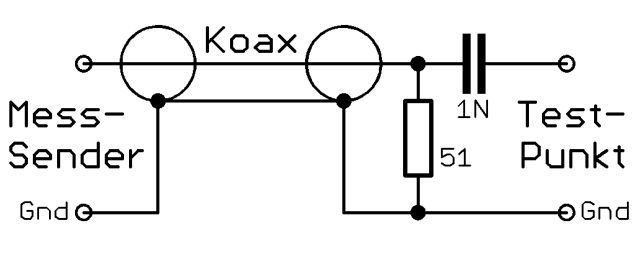 Koax
Mess-
Sender
1N
Test-
Punkt
51
Gnd
Gnd